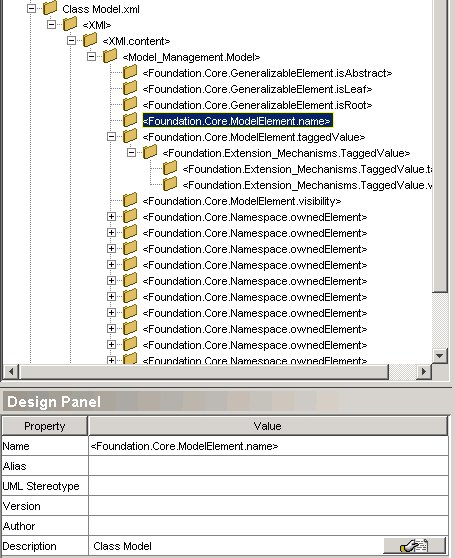 Class Model.xml
<XMI>
<XMI.content>
<Model_Management.Model>
<Foundation.Core.GeneralizableElement.isAbstract>
<Foundation.Core.GeneralizableElement.isLeaf>
<Foundation.Core.GeneralizableElement.isRoot>
<Foundation.Core.ModelElement.name>
<Foundation.Core.ModelElement.taggedValue>
<Foundation.Extension_Mechanisms.TaggedValue>
<Foundation.Extension_Mechanisms.TaggedValue.t
<Foundation.Extension_Mechanisms.TaggedValue.v
<Foundation.Core.ModelElement.visibility>
<Foundation.Core.Namespace.ownedElement>
<Foundation.Core.Namespace.ownedElement>
<Foundation.Core.Namespace.ownedElement>
<Foundation.Core.Namespace.ownedElement>
<Foundation.Core.Namespace.ownedElement>
<Foundation.Core.Namespace.ownedElement>
<Foundation.Core.Namespace.ownedElement>
<Foundation.Core.Namespace.ownedElement>
<Foundation.Core.Namespace.ownedElement>
<Foundation.Core.Namespace.ownedElement>
Design Panel
Property Value
Name <Foundation.Core.ModelElement.name>
Alias
UML Stereotype
Version
Author
Description Class Model